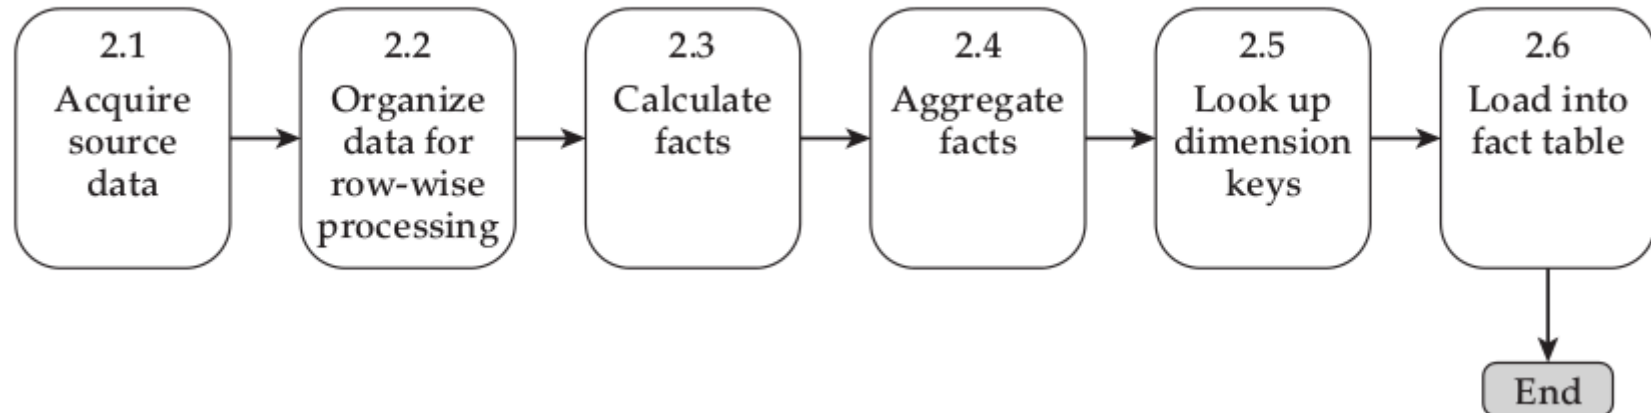 2.1
Acquire
source
data
2.2
Organize
data for
row-wise
processing
2.3
Calculate
facts
2.4
Aggregate
facts
2.5
Look up
dimension
keys
2.6
Load into
fact table
End